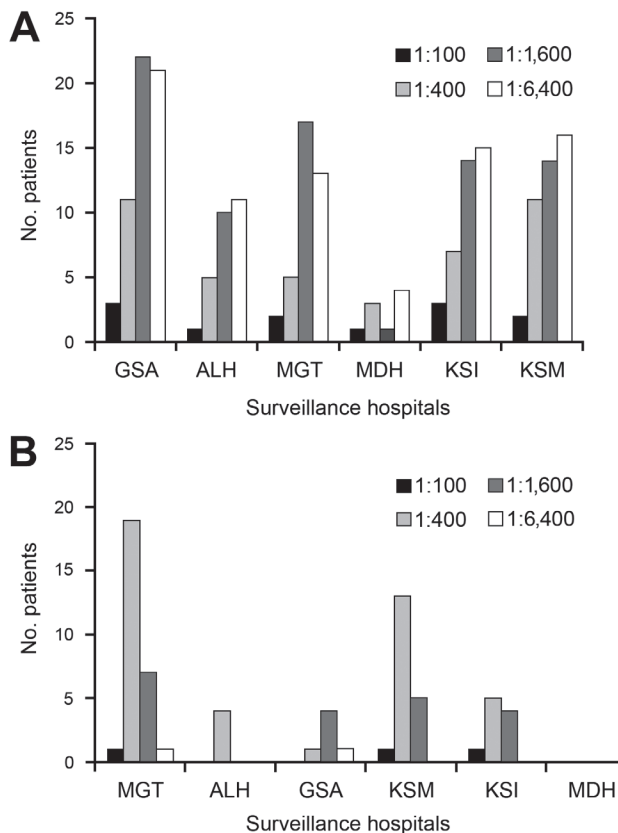 A
25
20
15
10
5
0
No. patients
1:100 1:1,600
1:400 1:6,400
GSA ALH MGT MDH KSI KSM
Surveillance hospitals
B
25
20
15
10
5
0
No. patients
1:100 1:1,600
1:400 1:6,400
MGT ALH GSA KSM KSI MDH
Surveillance hospitals